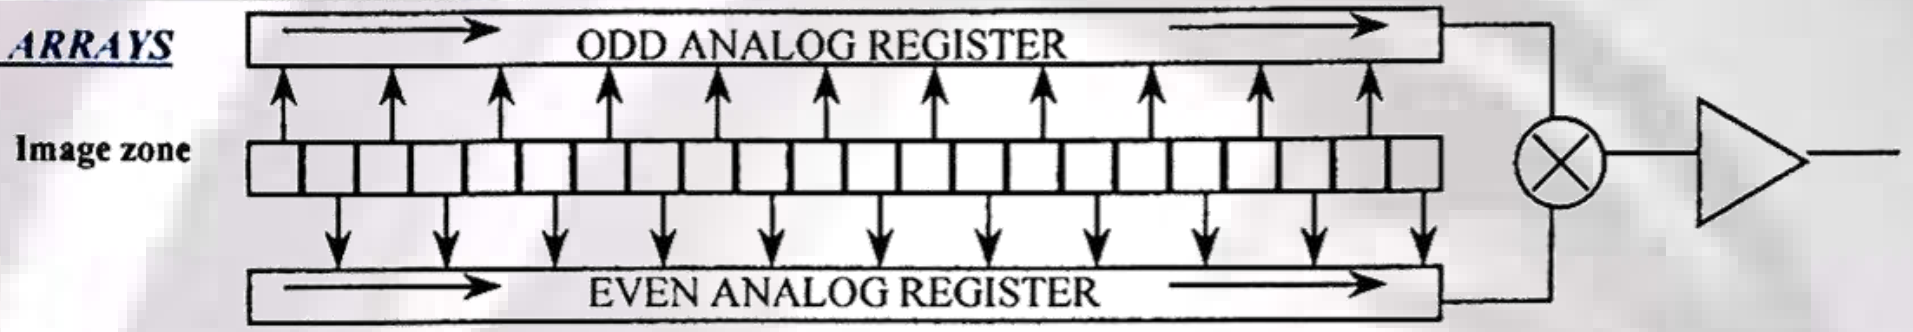 ARRAYS
ODD ANALOG REGISTER
Image zone
EVEN ANALOG REGISTER